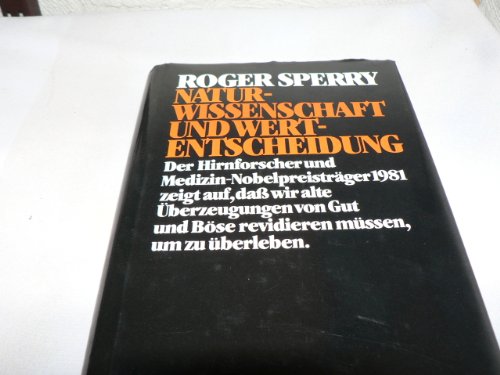 ROGER SPERRY
NATUR-
WISSENSCHAFT
UND WERT-
ENTSCHEIDUNG
Der Hirnforscher und
Medizin-Nobelpreisträger 1981
zeigt auf, daß wir alte
Überzeugungen von Gut
und Böse revidieren müssen,
um zu überleben.